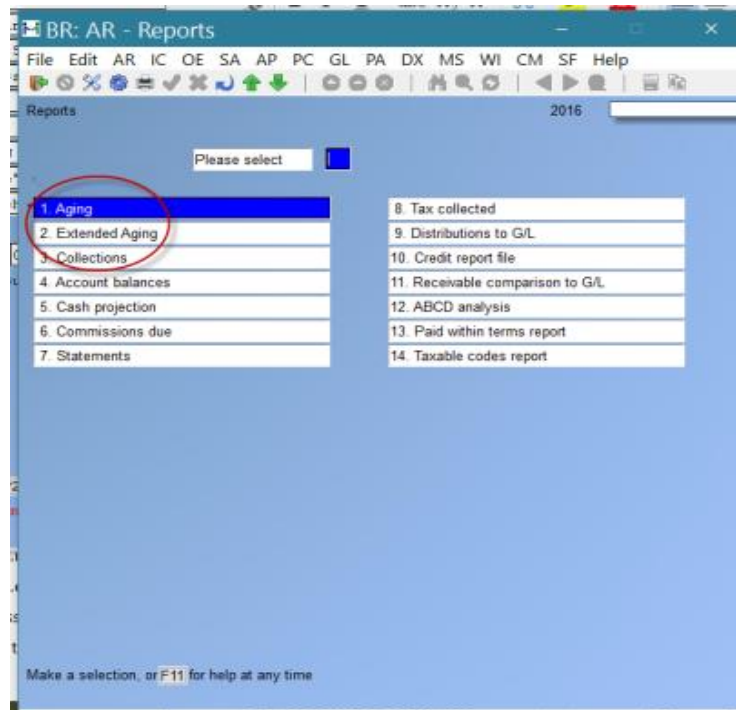 BR: AR - Reports
File Edit AR IC OE SA AP PC GL PA DX MS WI CM SF Help
Reports 2016
Please select
1. Aging
2. Extended Aging
3. Collections
4. Account balances
5. Cash projection
6. Commissions due
7. Statements
8. Tax collected
9. Distributions to G/L
10. Credit report file
11. Receivable comparison to G/L
12. ABCD analysis
13. Paid within terms report
14. Taxable codes report
Make a selection, or F11 for help at any time